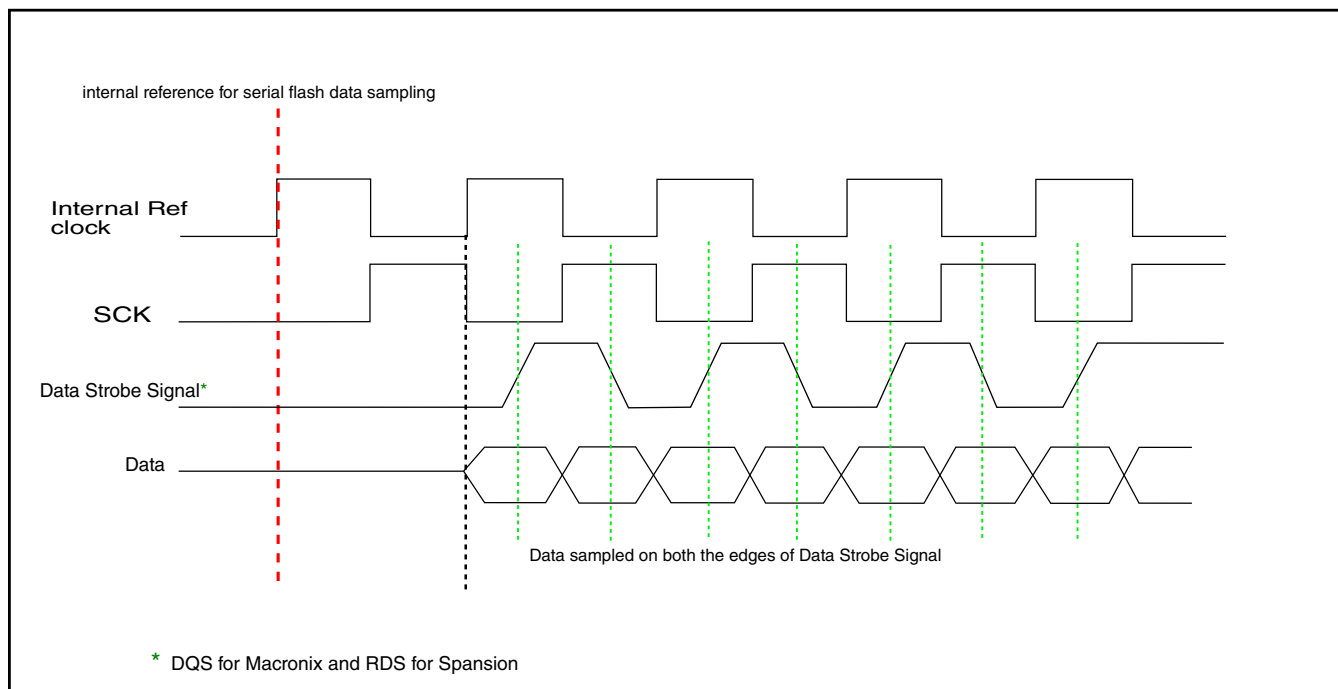 internal reference for serial flash data sampling
Internal Ref
clock
SCK
Data Strobe Signal*
Data
Data sampled on both the edges of Data Strobe Signal
* DQS for Macronix and RDS for Spansion